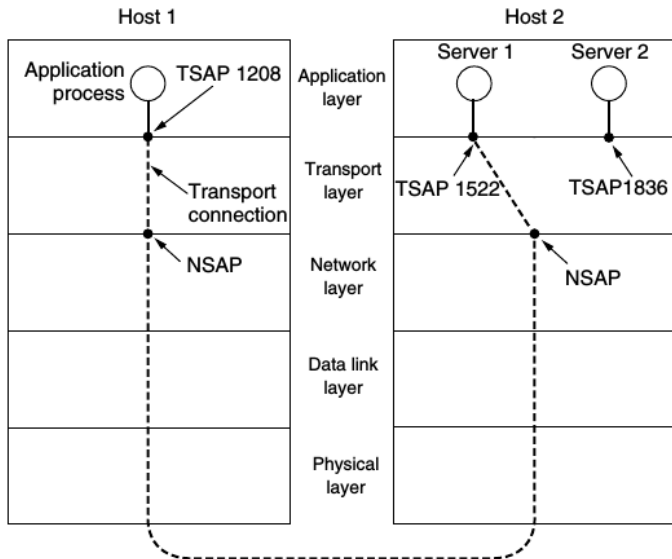 Host 1
Host 2
Application
process
TSAP 1208
Application
layer
Server 1
Server 2
Transport
connection
Transport
layer
TSAP 1522
TSAP1836
NSAP
Network
layer
NSAP
Data link
layer
Physical
layer